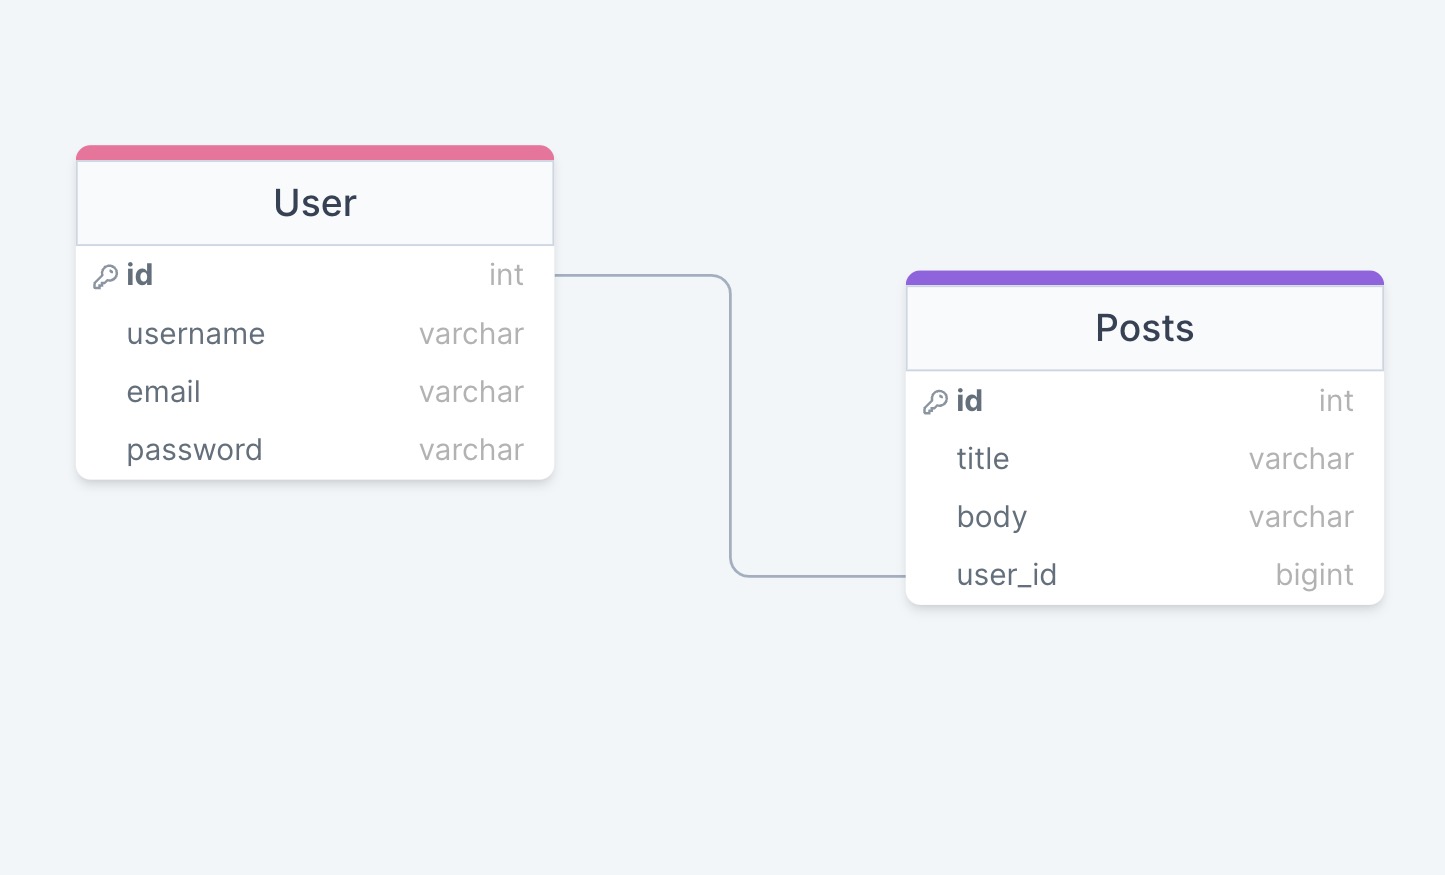 User
id int
username varchar
email varchar
password varchar
Posts
id int
title varchar
body varchar
user_id bigint